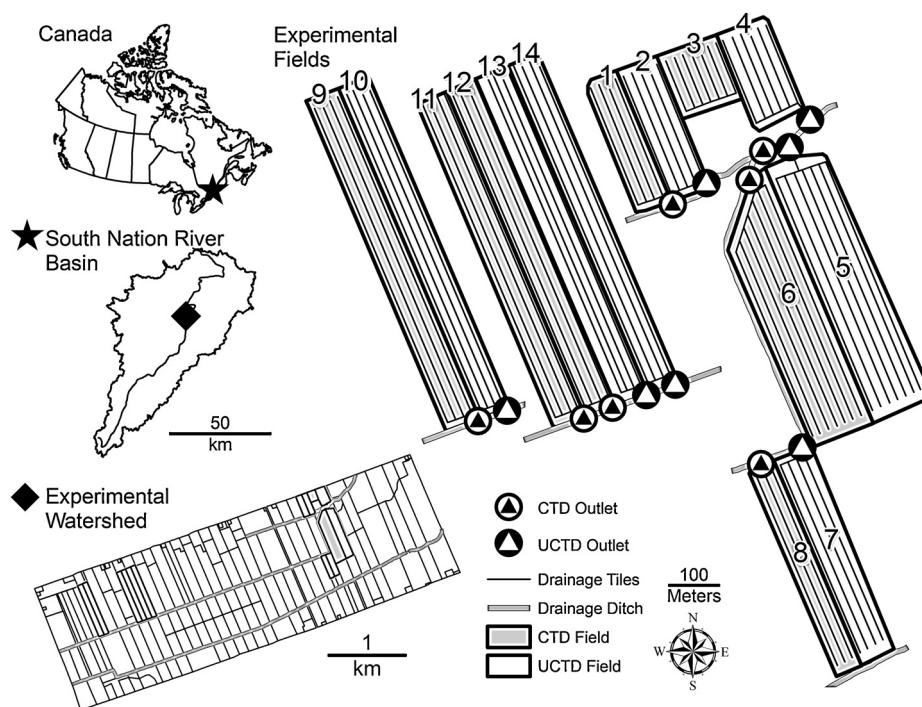 Canada
South Nation River
Basin
50
km
Experimental
Watershed
1
km
Experimental
Fields
9
10
11
12
13
14
1
2
3
4
5
6
7
8
CTD Outlet
UCTD Outlet
Drainage Tiles
Drainage Ditch
CTD Field
UCTD Field
100
Meters
N
W
E
S